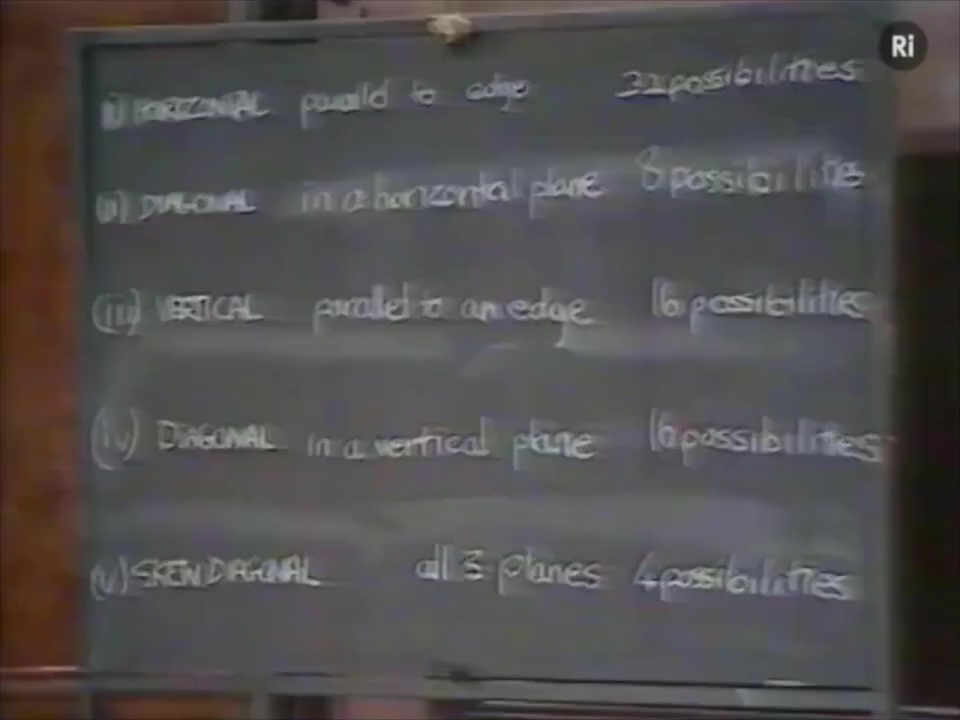 Ri
(i) HORIZONTAL parallel to edge 32 possibilities
(ii) DIAGONAL in a horizontal plane 8 possibilities
(iii) VERTICAL parallel to an edge 16 possibilities
(iv) DIAGONAL in a vertical plane 16 possibilities
(v) SKEW DIAGONAL all 3 planes 4 possibilities